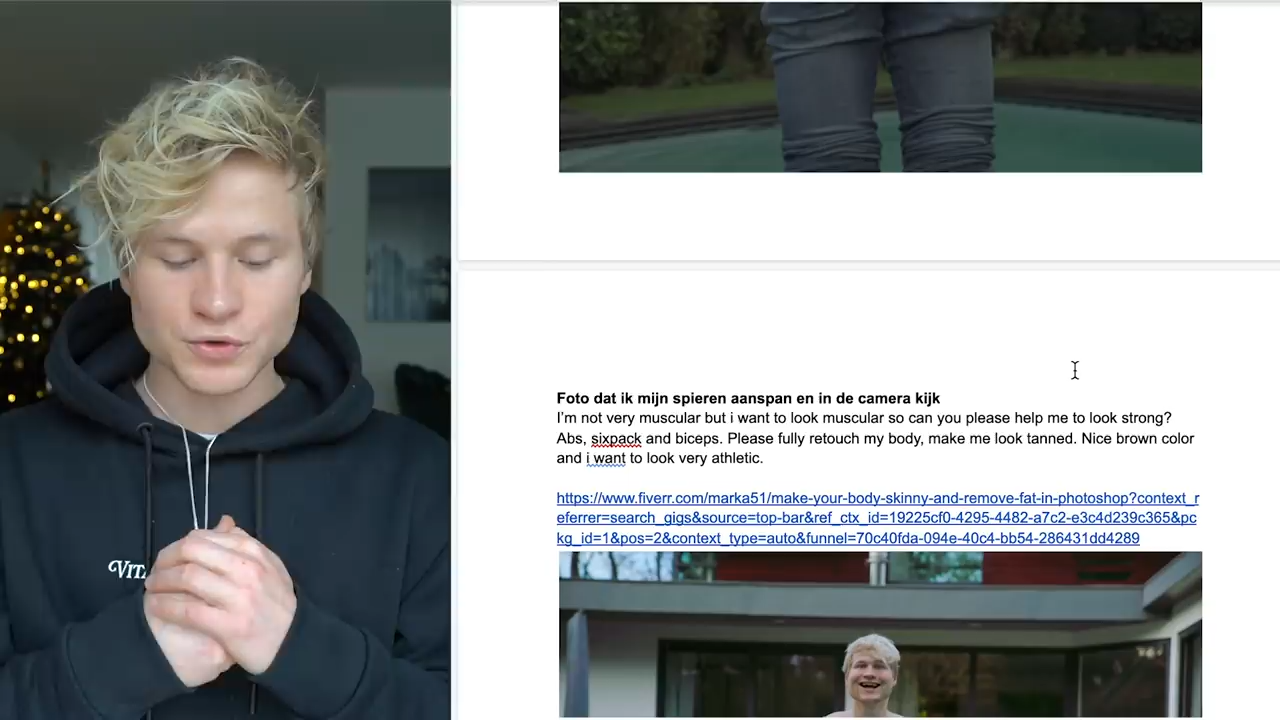 VITA
Foto dat ik mijn spieren aanspan en in de camera kijk
I'm not very muscular but i want to look muscular so can you please help me to look strong?
Abs, sixpack and biceps. Please fully retouch my body, make me look tanned. Nice brown color
and i want to look very athletic.
https://www.fiverr.com/marka51/make-your-body-skinny-and-remove-fat-in-photoshop?context_r
eferrer=search_gigs&source=top-bar&ref_ctx_id=19225cf0-4295-4482-a7c2-e3c4d239c365&pc
kg_id=1&pos=2&context_type=auto&funnel=70c40fda-094e-40c4-bb54-286431dd4289